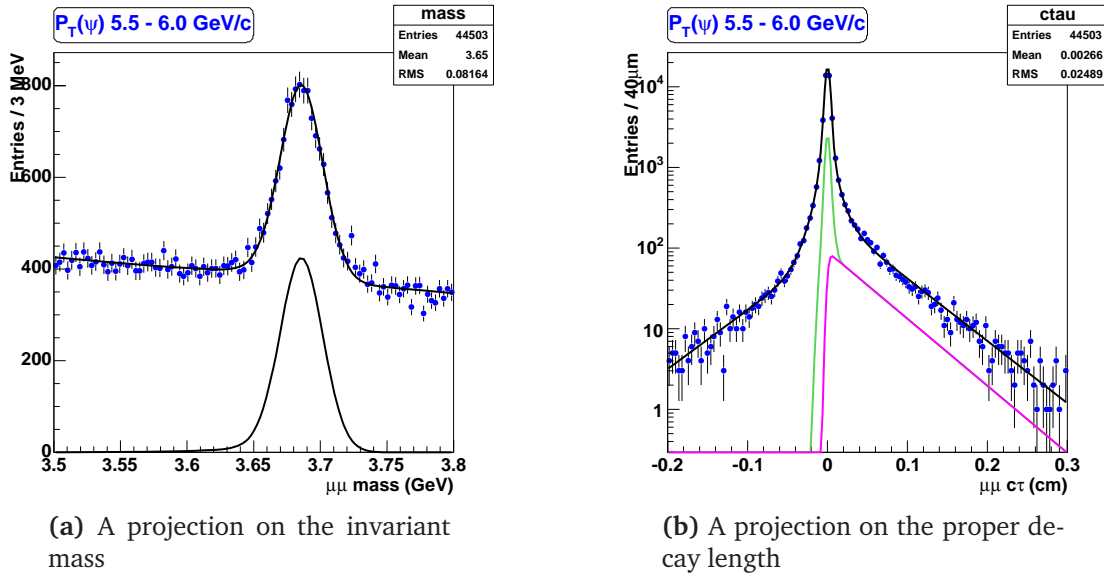 P_T(ψ) 5.5 - 6.0 GeV/c
mass
Entries 44503
Mean 3.65
RMS 0.08164
Entries / 3 MeV
800
600
400
200
0
3.5 3.55 3.6 3.65 3.7 3.75 3.8
μμ mass (GeV)
(a) A projection on the invariant
mass
P_T(ψ) 5.5 - 6.0 GeV/c
ctau
Entries 44503
Mean 0.00266
RMS 0.02489
Entries / 40μm
10^4
10^3
10^2
10
1
-0.2 -0.1 0 0.1 0.2 0.3
μμ cτ (cm)
(b) A projection on the proper de-
cay length